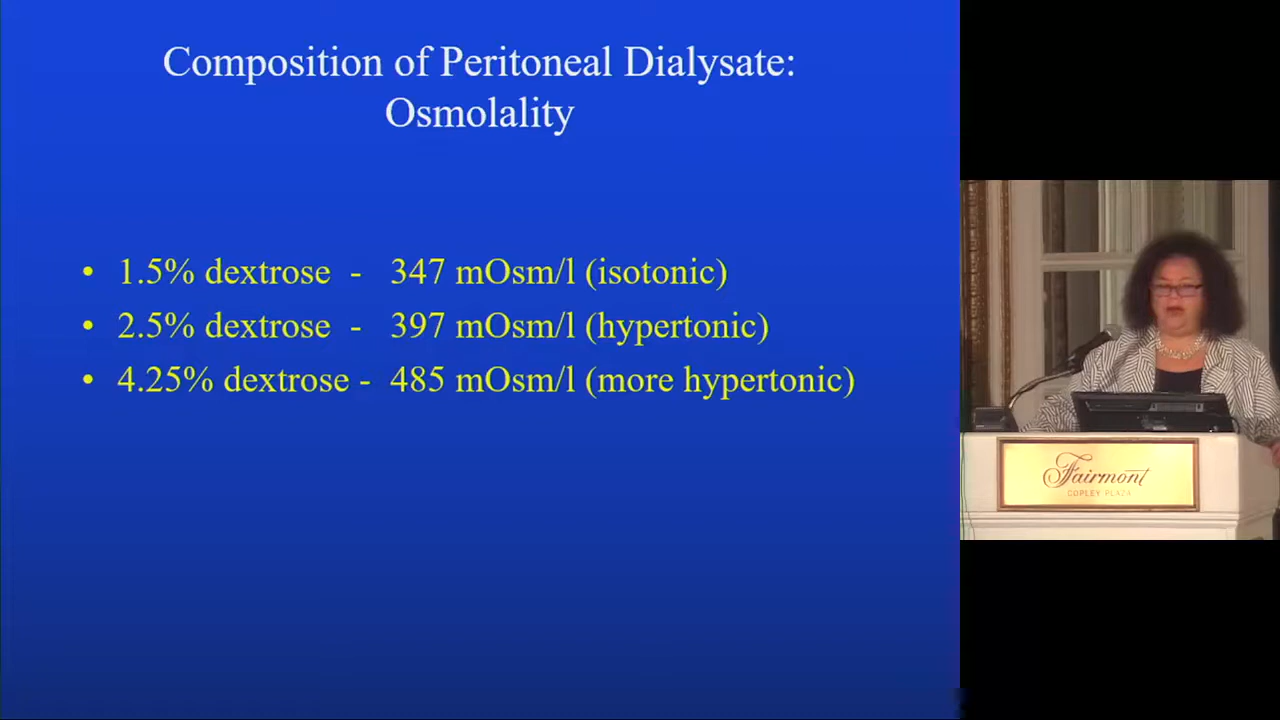 Composition of Peritoneal Dialysate:
Osmolality
• 1.5% dextrose - 347 mOsm/l (isotonic)
• 2.5% dextrose - 397 mOsm/l (hypertonic)
• 4.25% dextrose - 485 mOsm/l (more hypertonic)
Fairmont
COPLEY PLAZA